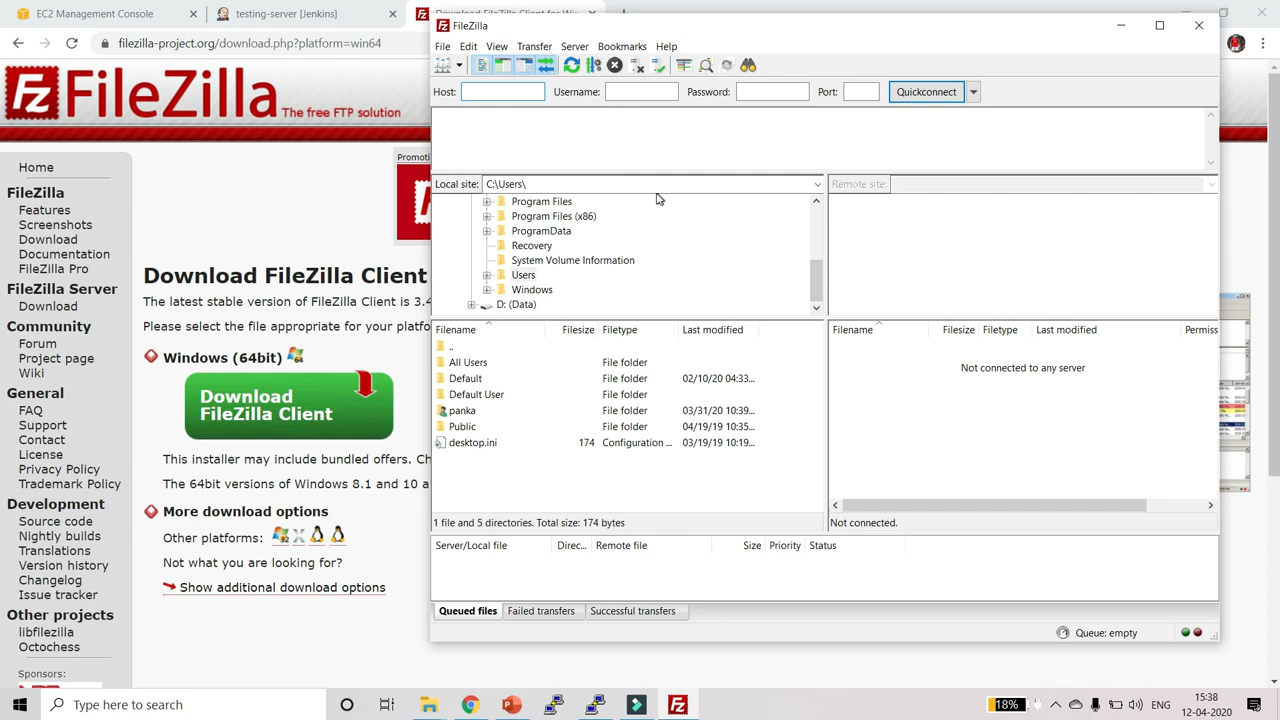 EC2 Management Console
testing-server [Jenkins]
Download FileZilla Client for Win
filezilla-project.org/download.php?platform=win64
FileZilla The free FTP solution
Home
FileZilla
Features
Screenshots
Download
Documentation
FileZilla Pro
FileZilla Server
Download
Community
Forum
Project page
Wiki
General
FAQ
Support
Contact
License
Privacy Policy
Trademark Policy
Development
Source code
Nightly builds
Translations
Version history
Changelog
Issue tracker
Other projects
libfilezilla
Octochess
Sponsors:
Promoti
Download FileZilla Client
The latest stable version of FileZilla Client is 3.4
Please select the file appropriate for your platfo
Windows (64bit)
Download
FileZilla Client
This installer may include bundled offers. Ch
The 64bit versions of Windows 8.1 and 10 a
More download options
Other platforms:
Not what you are looking for?
Show additional download options
FileZilla
File Edit View Transfer Server Bookmarks Help
Host: Username: Password: Port: Quickconnect
Local site: C:\Users\
Remote site:
Program Files
Program Files (x86)
ProgramData
Recovery
System Volume Information
Users
Windows
D: (Data)
Filename Filesize Filetype Last modified
..
All Users File folder
Default File folder 02/10/20 04:33...
Default User File folder
panka File folder 03/31/20 10:39...
Public File folder 04/19/19 10:35...
desktop.ini 174 Configuration ... 03/19/19 10:19...
1 file and 5 directories. Total size: 174 bytes
Filename Filesize Filetype Last modified Permiss
Not connected to any server
Not connected.
Server/Local file Direc... Remote file Size Priority Status
Queued files Failed transfers Successful transfers
Queue: empty
Type here to search
18%
ENG
15:38
12-04-2020